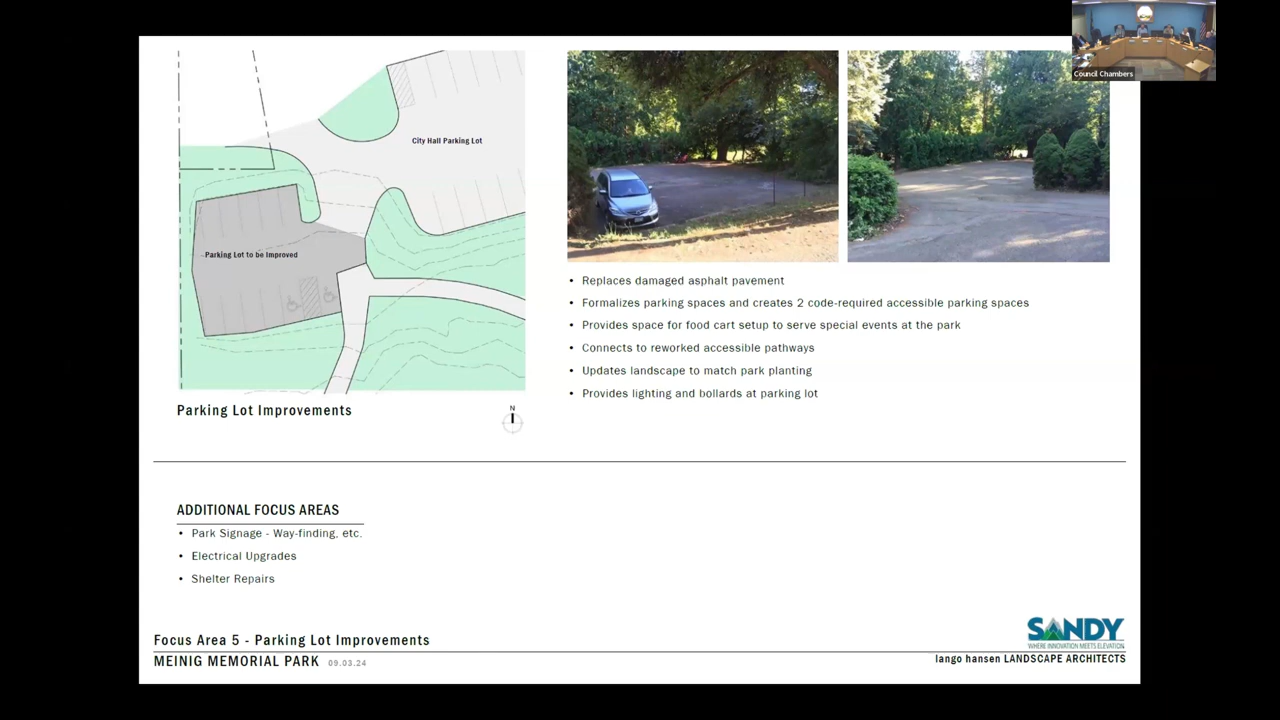 Council Chambers
City Hall Parking Lot
Parking Lot to be Improved
Parking Lot Improvements
N
• Replaces damaged asphalt pavement
• Formalizes parking spaces and creates 2 code-required accessible parking spaces
• Provides space for food cart setup to serve special events at the park
• Connects to reworked accessible pathways
• Updates landscape to match park planting
• Provides lighting and bollards at parking lot
ADDITIONAL FOCUS AREAS
• Park Signage - Way-finding, etc.
• Electrical Upgrades
• Shelter Repairs
Focus Area 5 - Parking Lot Improvements
MEINIG MEMORIAL PARK 09.03.24
SANDY
WHERE INNOVATION MEETS ELEVATION
lango hansen LANDSCAPE ARCHITECTS